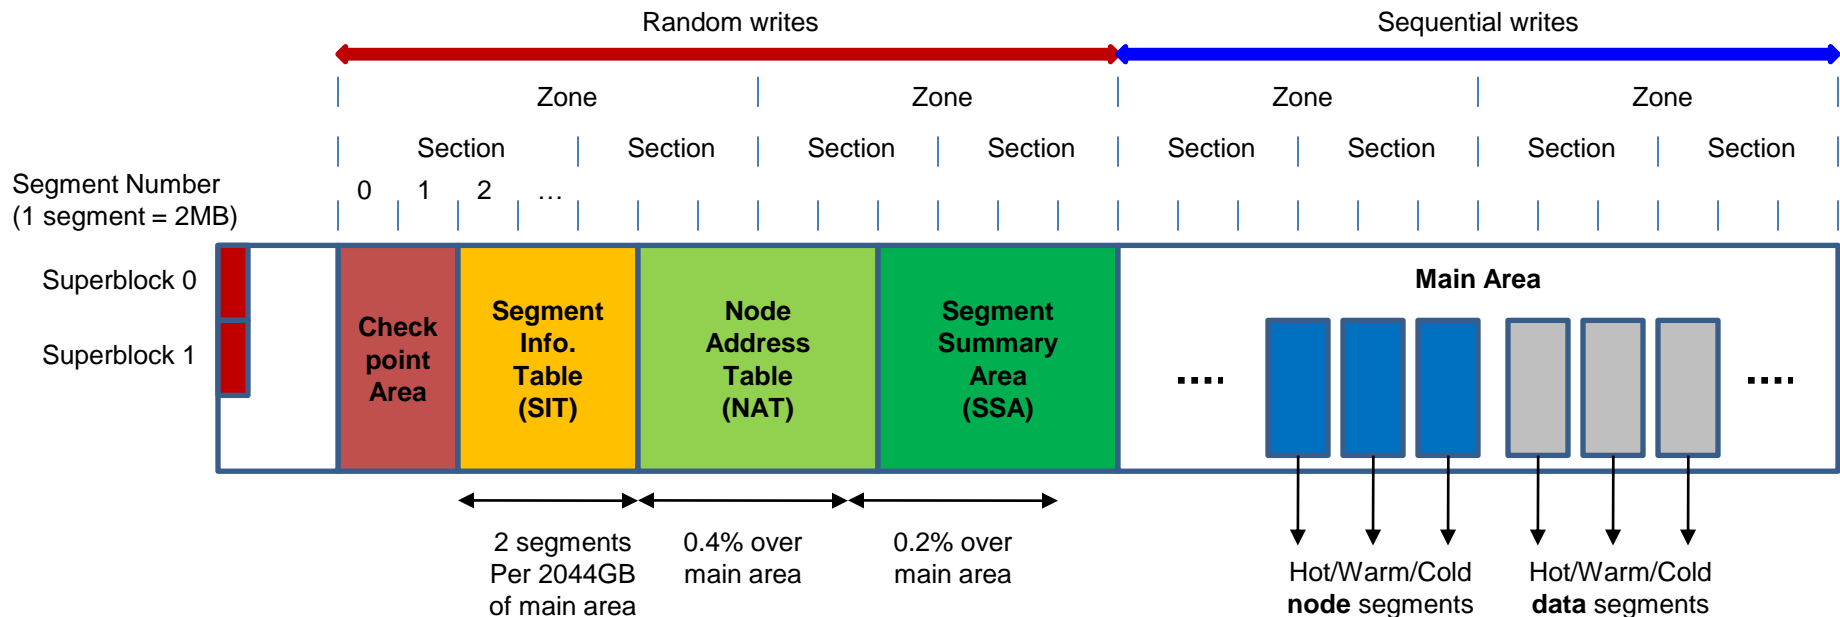 Random writes
Sequential writes
Zone
Zone
Zone
Zone
Section
Section
Section
Section
Section
Section
Section
Section
Segment Number
(1 segment = 2MB)
0
1
2
...
Superblock 0
Superblock 1
Check
point
Area
Segment
Info.
Table
(SIT)
Node
Address
Table
(NAT)
Segment
Summary
Area
(SSA)
Main Area
....
....
2 segments
Per 2044GB
of main area
0.4% over
main area
0.2% over
main area
Hot/Warm/Cold
node segments
Hot/Warm/Cold
data segments